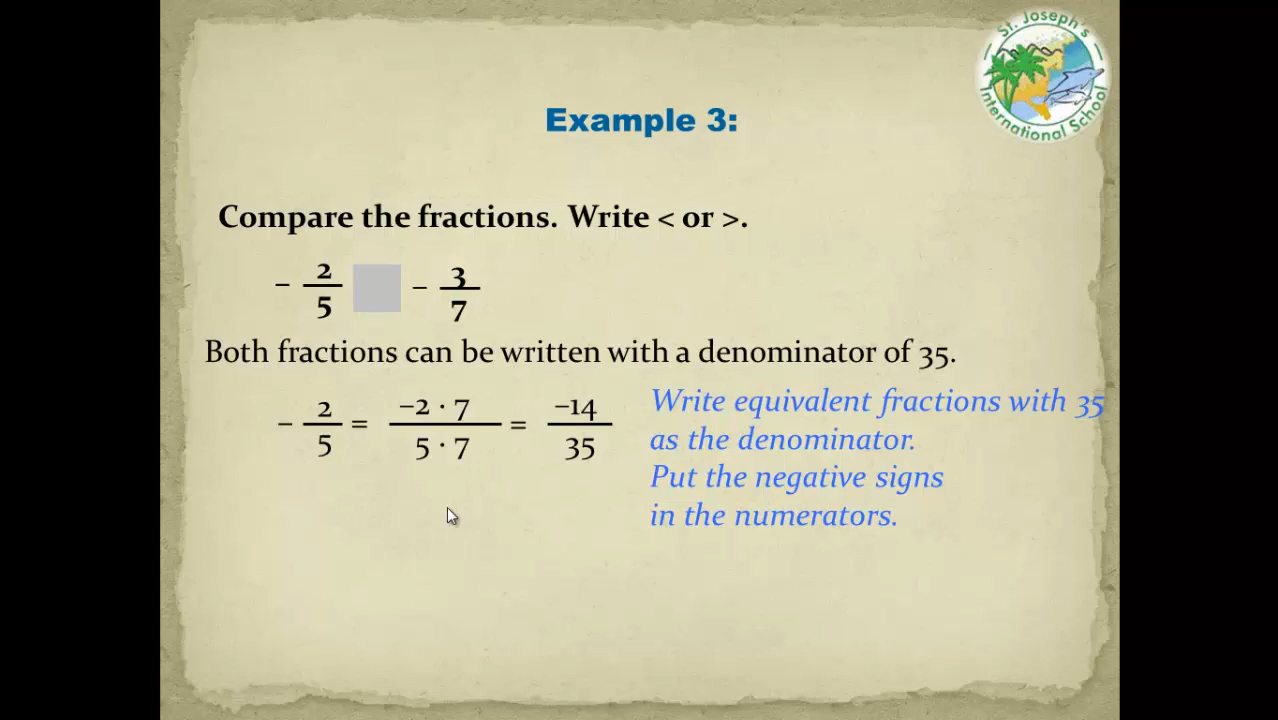 St. Joseph's
International School
Example 3:
Compare the fractions. Write < or >.
– 2/5 – 3/7
Both fractions can be written with a denominator of 35.
– 2/5 = –2 · 7 / 5 · 7 = –14/35
Write equivalent fractions with 35
as the denominator.
Put the negative signs
in the numerators.